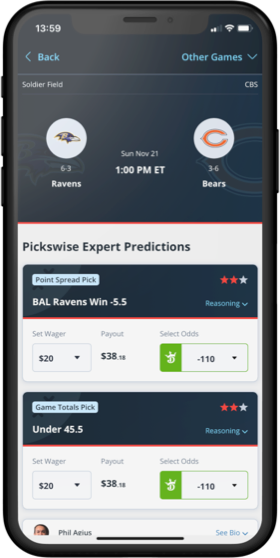 13:59
Back Other Games
Soldier Field CBS
Sun Nov 21
1:00 PM ET
6-3 3-6
Ravens Bears
Pickswise Expert Predictions
Point Spread Pick
BAL Ravens Win -5.5
Reasoning
Set Wager Payout Select Odds
$20 $38.18 -110
Game Totals Pick
Under 45.5
Reasoning
Set Wager Payout Select Odds
$20 $38.18 -110
Phil Agius See Bio